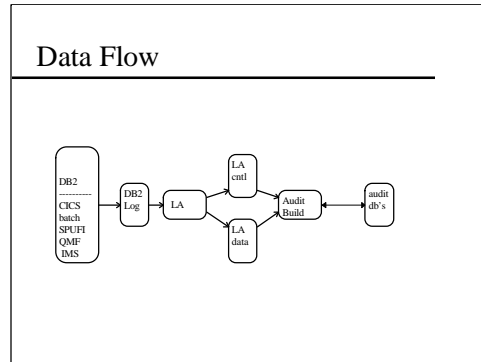 Data Flow
DB2
----------
CICS
batch
SPUFI
QMF
IMS
DB2
Log
LA
LA
cntl
LA
data
Audit
Build
audit
db's